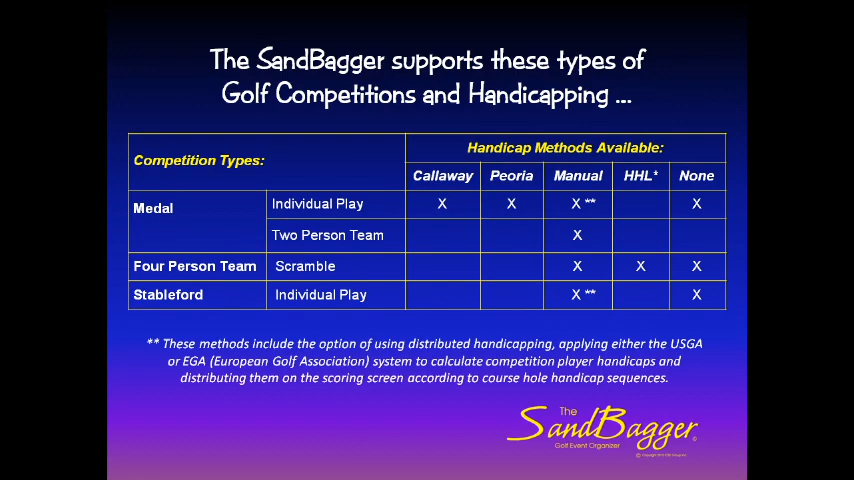 The SandBagger supports these types of
Golf Competitions and Handicapping ...
Competition Types:
Handicap Methods Available:
Callaway Peoria Manual HHL* None
Medal Individual Play X X X ** X
Two Person Team X
Four Person Team Scramble X X X
Stableford Individual Play X ** X
** These methods include the option of using distributed handicapping, applying either the USGA
or EGA (European Golf Association) system to calculate competition player handicaps and
distributing them on the scoring screen according to course hole handicap sequences.
The
SandBagger
Golf Event Organizer